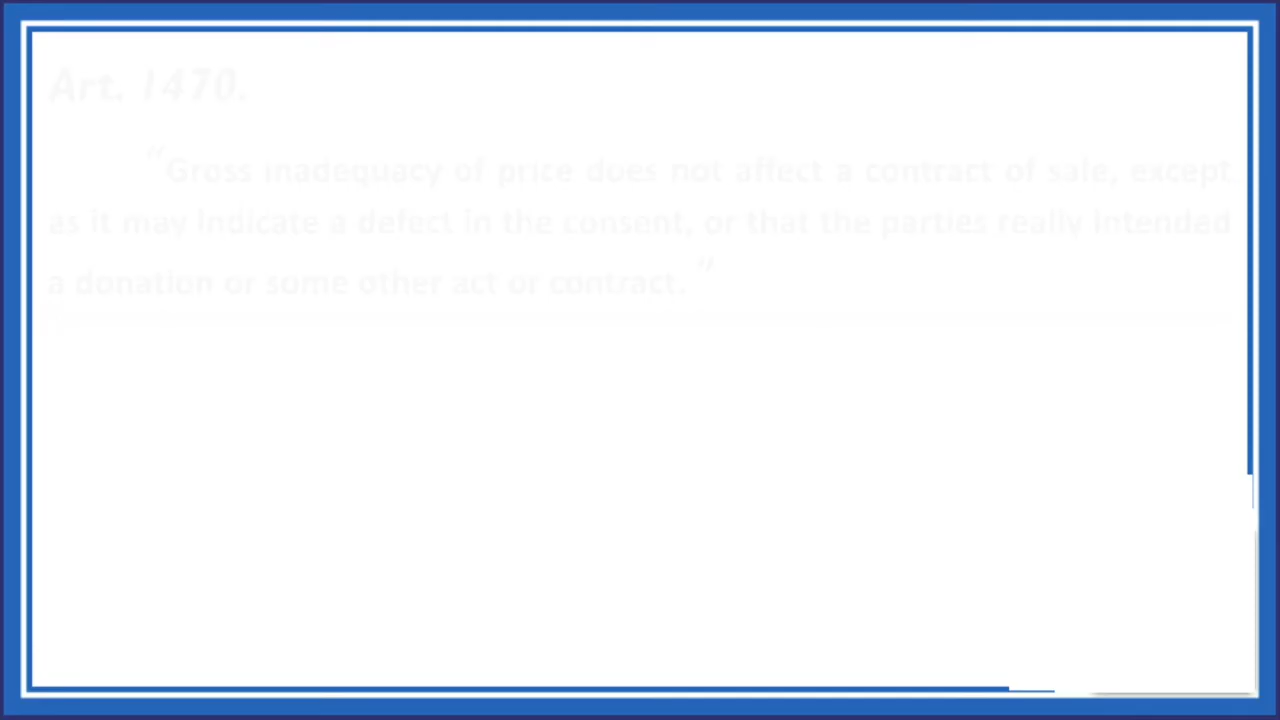 Art. 1470.
“Gross inadequacy of price does not affect a contract of sale, except
as it may indicate a defect in the consent, or that the parties really intended
a donation or some other act or contract. ”